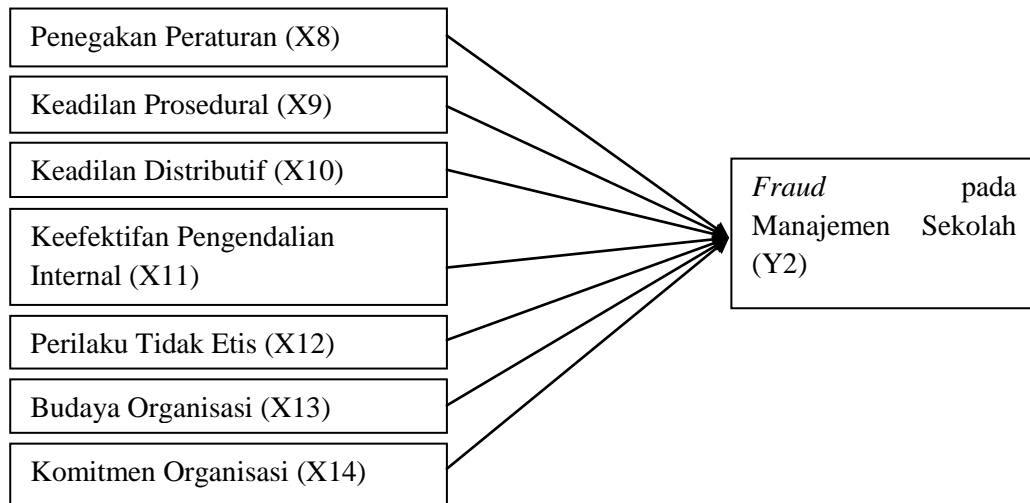 Penegakan Peraturan (X8)
Keadilan Prosedural (X9)
Keadilan Distributif (X10)
Keefektifan Pengendalian
Internal (X11)
Perilaku Tidak Etis (X12)
Budaya Organisasi (X13)
Komitmen Organisasi (X14)
Fraud pada
Manajemen Sekolah
(Y2)